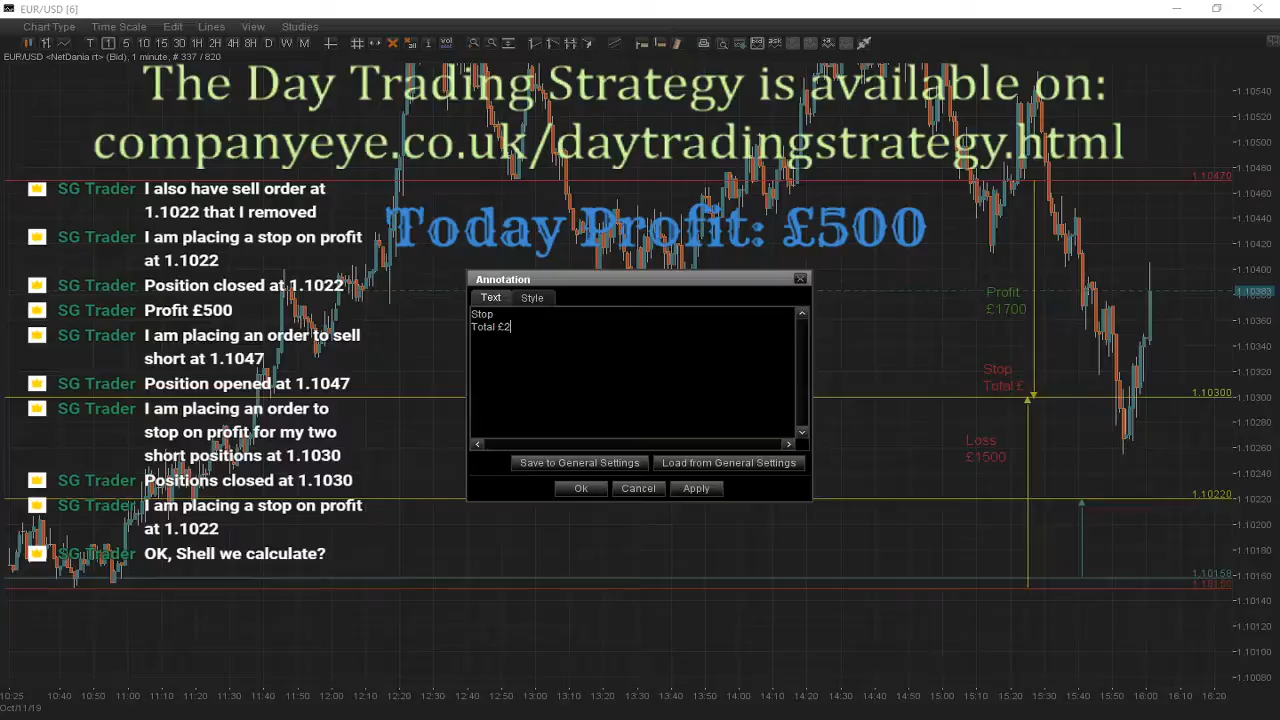 EUR/USD [6]
Chart Type Time Scale Edit Lines Lines View Studies
T 1 5 10 15 30 1H 2H 4H 8H D W M
EUR/USD <NetDania rt> (Bid), 1 minute, # 337 / 820
The Day Trading Strategy is available on:
companyeye.co.uk/daytradingstrategy.html
Today Profit: £500
SG Trader I also have sell order at
1.1022 that I removed
SG Trader I am placing a stop on profit
at 1.1022
SG Trader Position closed at 1.1022
SG Trader Profit £500
SG Trader I am placing an order to sell
short at 1.1047
SG Trader Position opened at 1.1047
SG Trader I am placing an order to
stop on profit for my two
short positions at 1.1030
SG Trader Positions closed at 1.1030
SG Trader I am placing a stop on profit
at 1.1022
SG Trader OK, Shell we calculate?
Annotation
Text Style
Stop
Total £2
Save to General Settings Load from General Settings
Ok Cancel Apply
Profit
£1700
Stop
Total £
Loss
£1500
1.10470
1.10300
1.10220
1.10158
1.10540
1.10520
1.10500
1.10480
1.10460
1.10440
1.10420
1.10400
1.10383
1.10360
1.10340
1.10320
1.10300
1.10280
1.10260
1.10240
1.10220
1.10200
1.10180
1.10160
1.10140
1.10120
1.10100
1.10080
10:25 10:40 10:50 11:00 11:10 11:20 11:30 11:40 11:50 12:00 12:10 12:20 12:30 12:40 12:50 13:00 13:10 13:20 13:30 13:40 13:50 14:00 14:10 14:20 14:30 14:40 14:50 15:00 15:10 15:20 15:30 15:40 15:50 16:00 16:10 16:20
Oct/11/19